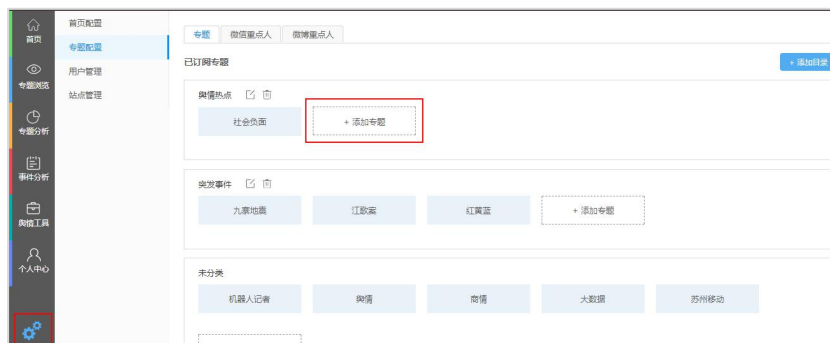 首页
专题浏览
专题分析
事件分析
舆情工具
个人中心
首页配置
专题配置
用户管理
站点管理
专题 微信重点人 微博重点人
已订阅专题 + 添加目录
舆情热点
社会负面 + 添加专题
突发事件
九寨地震 江歌案 红黄蓝 + 添加专题
未分类
机器人记者 舆情 商情 大数据 苏州移动